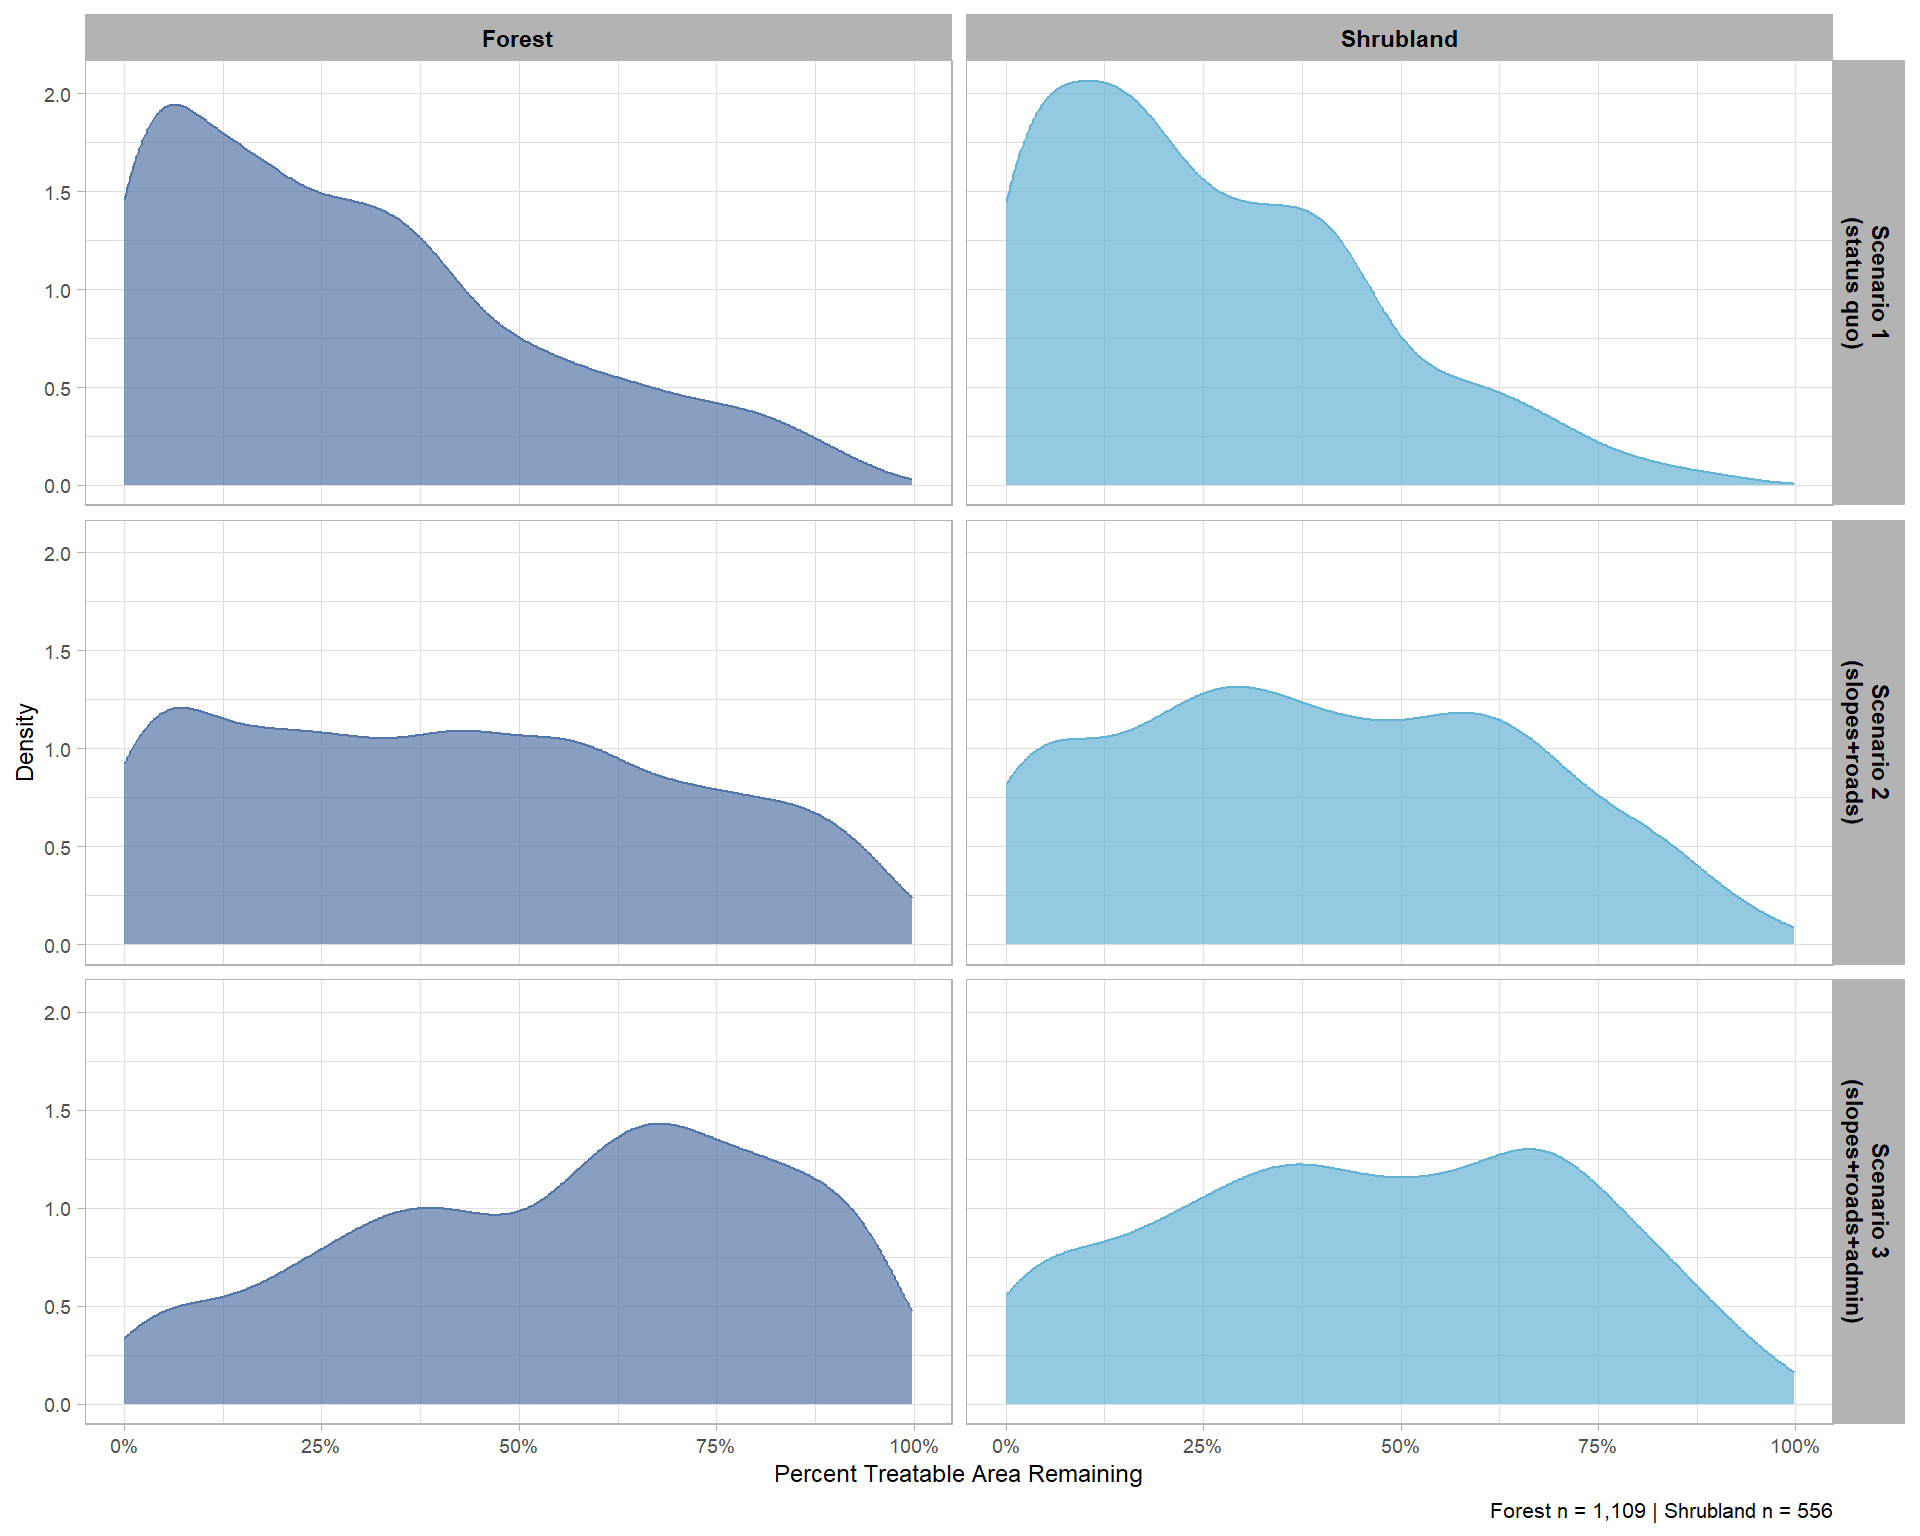 Forest
Shrubland
2.0
1.5
1.0
0.5
0.0
Scenario 1
(status quo)
2.0
1.5
1.0
0.5
0.0
Scenario 2
(slopes+roads)
Density
2.0
1.5
1.0
0.5
0.0
Scenario 3
(slopes+roads+admin)
0% 25% 50% 75% 100% 0% 25% 50% 75% 100%
Percent Treatable Area Remaining
Forest n = 1,109 | Shrubland n = 556